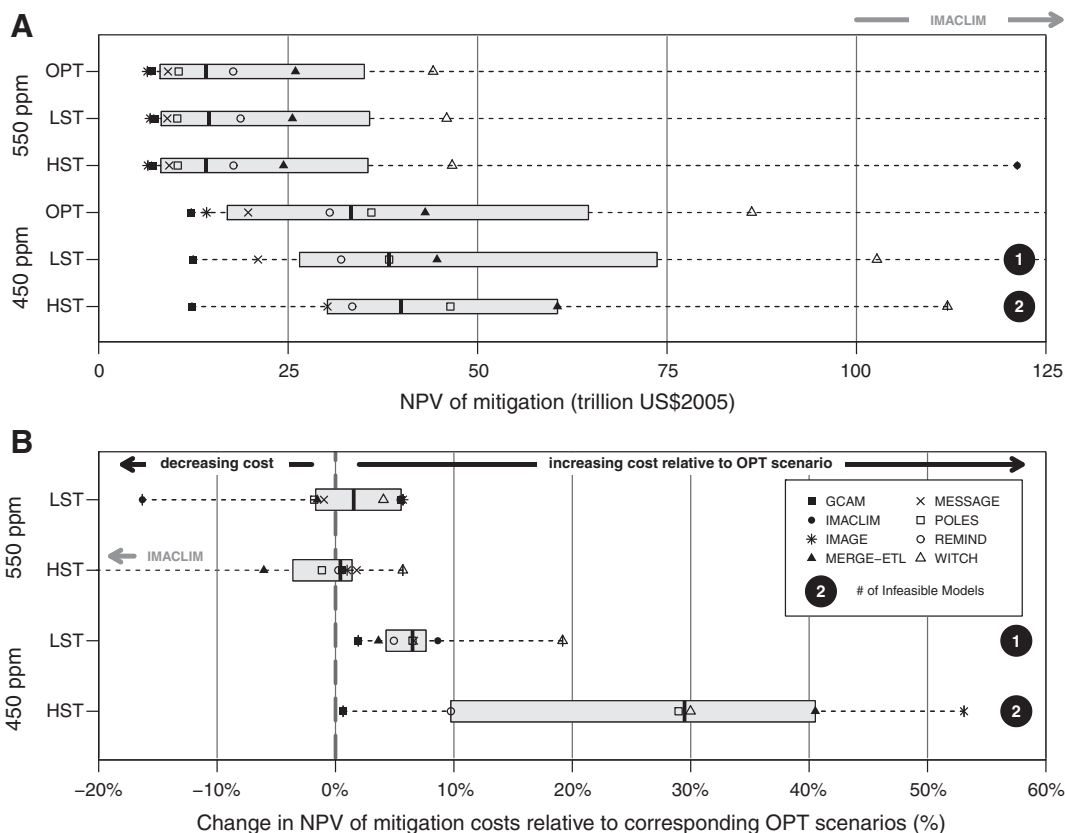 A
IMACLIM
550 ppm
OPT
LST
HST
450 ppm
OPT
LST
1
HST
2
0 25 50 75 100 125
NPV of mitigation (trillion US$2005)
B
decreasing cost
increasing cost relative to OPT scenario
550 ppm
LST
HST
IMACLIM
GCAM
IMACLIM
IMAGE
MERGE−ETL
MESSAGE
POLES
REMIND
WITCH
2 # of Infeasible Models
450 ppm
LST
1
HST
2
−20% −10% 0% 10% 20% 30% 40% 50% 60%
Change in NPV of mitigation costs relative to corresponding OPT scenarios (%)